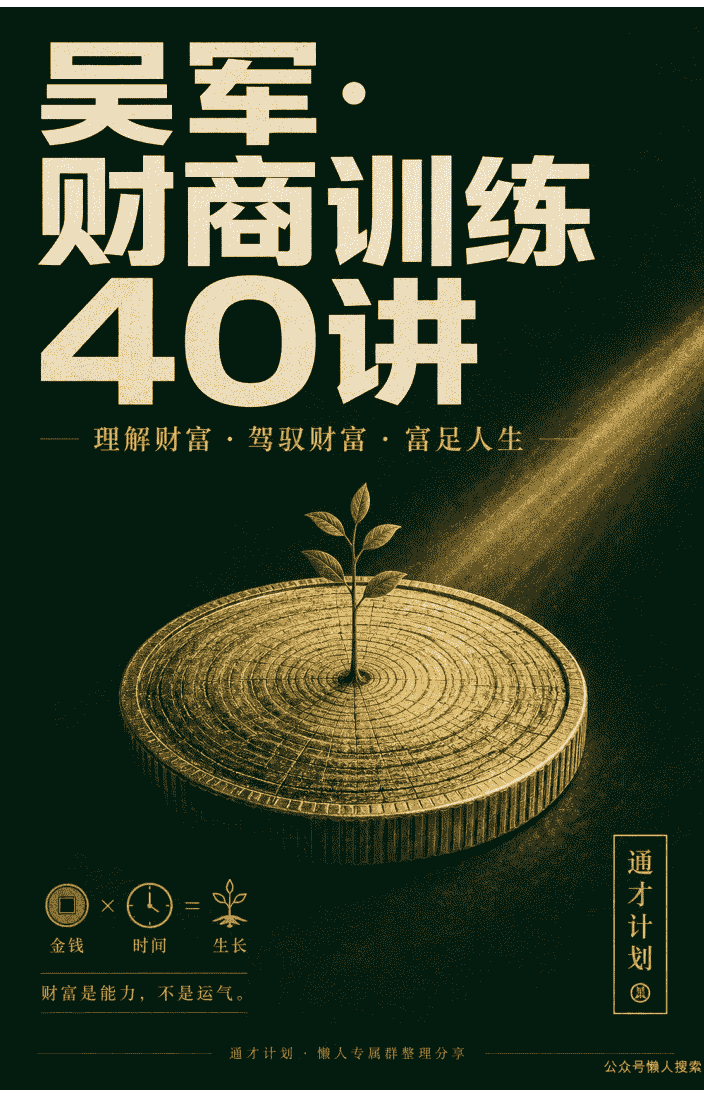 吴军·
财商训练
40讲
理解财富·驾驭财富·富足人生
金钱 × 时间 = 生长
财富是能力，不是运气。
通才计划
通才计划 · 懒人专属群整理分享
公众号懒人搜索